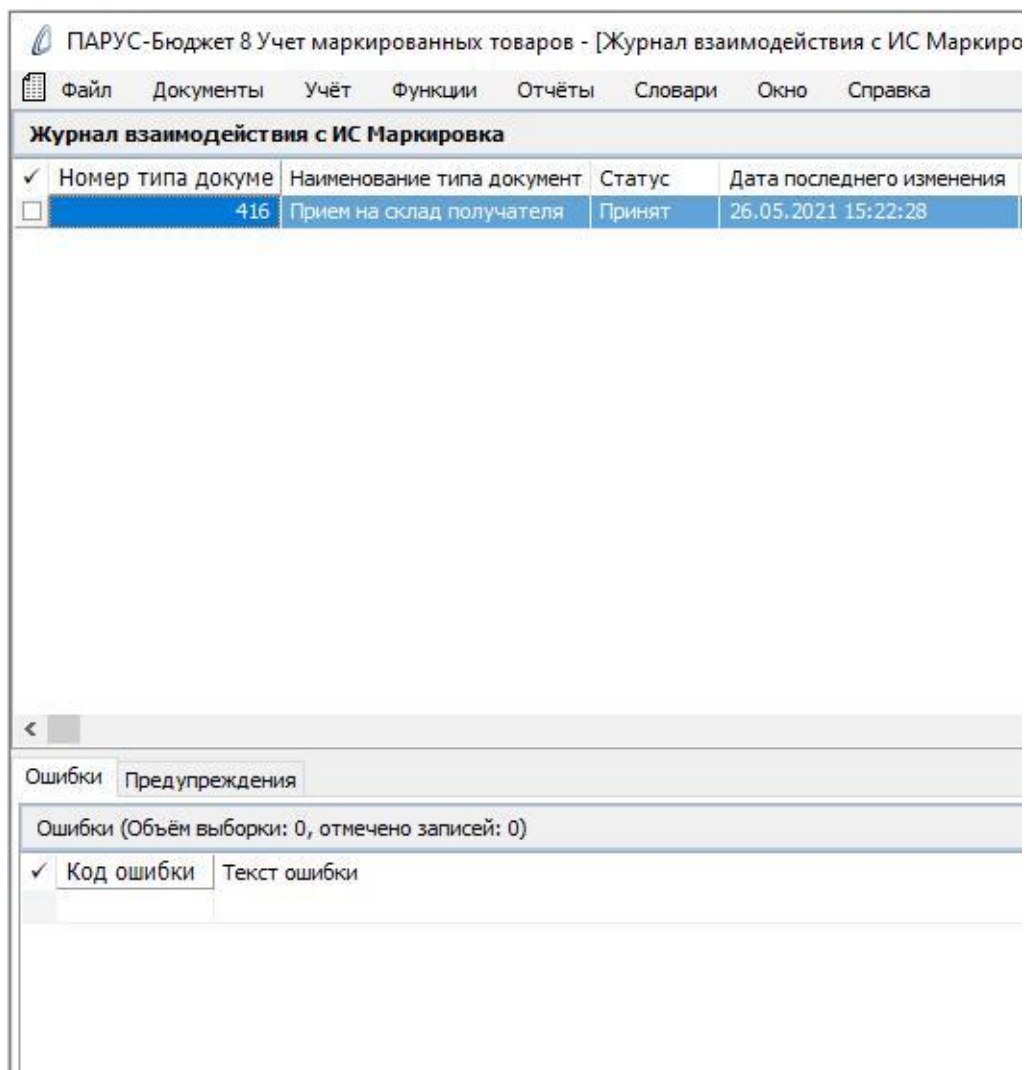 ПАРУС-Бюджет 8 Учет маркированных товаров - [Журнал взаимодействия с ИС Маркиро
Файл Документы Учёт Функции Отчёты Словари Окно Справка
Журнал взаимодействия с ИС Маркировка
✓ Номер типа докуме Наименование типа документ Статус Дата последнего изменения
416 Прием на склад получателя Принят 26.05.2021 15:22:28
Ошибки Предупреждения
Ошибки (Объём выборки: 0, отмечено записей: 0)
✓ Код ошибки Текст ошибки